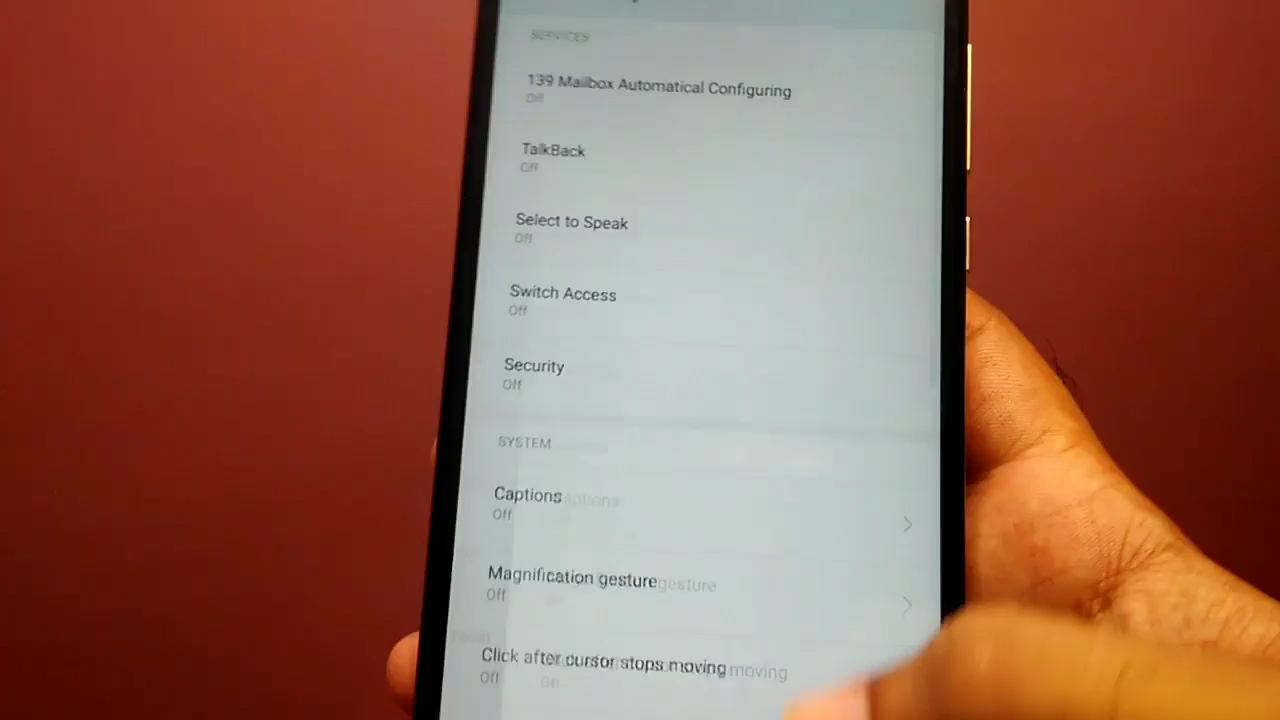 SERVICES
139 Mailbox Automatical Configuring
Off
TalkBack
Off
Select to Speak
Off
Switch Access
Off
Security
Off
SYSTEM
Captions
Off
Magnification gesture
Off
Click after cursor stops moving
Off